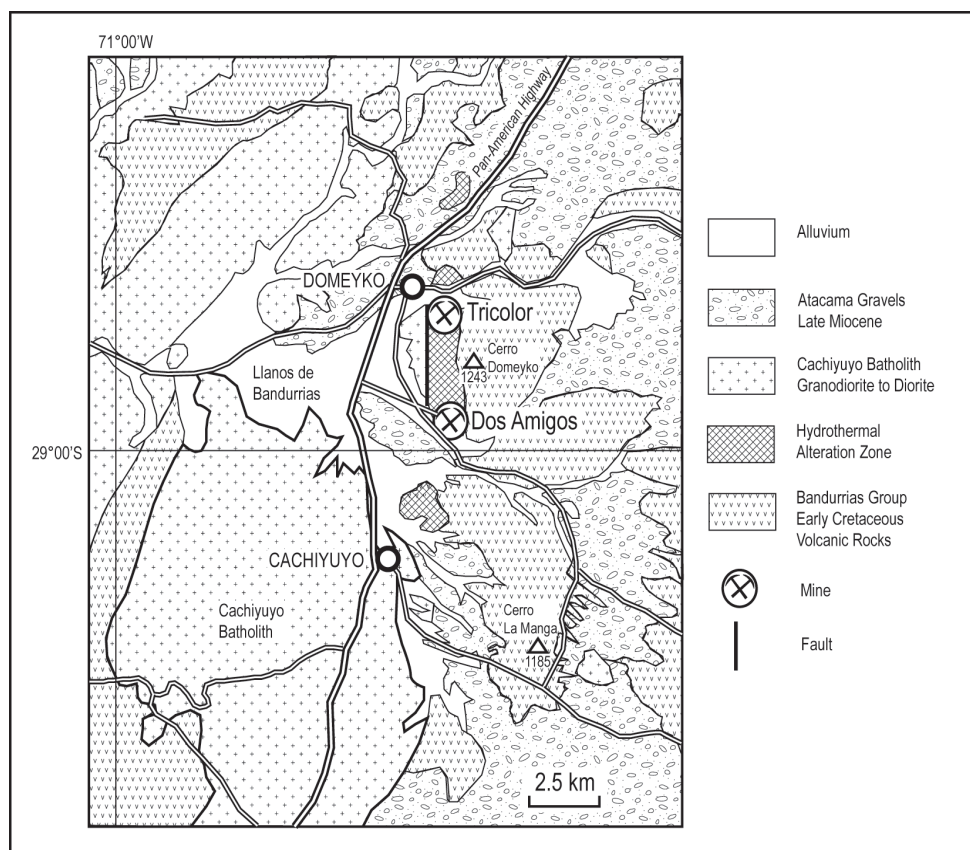 71°00'W
Pan-American Highway
DOMEYKO
Tricolor
Cerro
Domeyko
1243
Llanos de
Bandurrias
Dos Amigos
29°00'S
CACHIYUYO
Cachiyuyo
Batholith
Cerro
La Manga
1185
2.5 km
Alluvium
Atacama Gravels
Late Miocene
Cachiyuyo Batholith
Granodiorite to Diorite
Hydrothermal
Alteration Zone
Bandurrias Group
Early Cretaceous
Volcanic Rocks
Mine
Fault